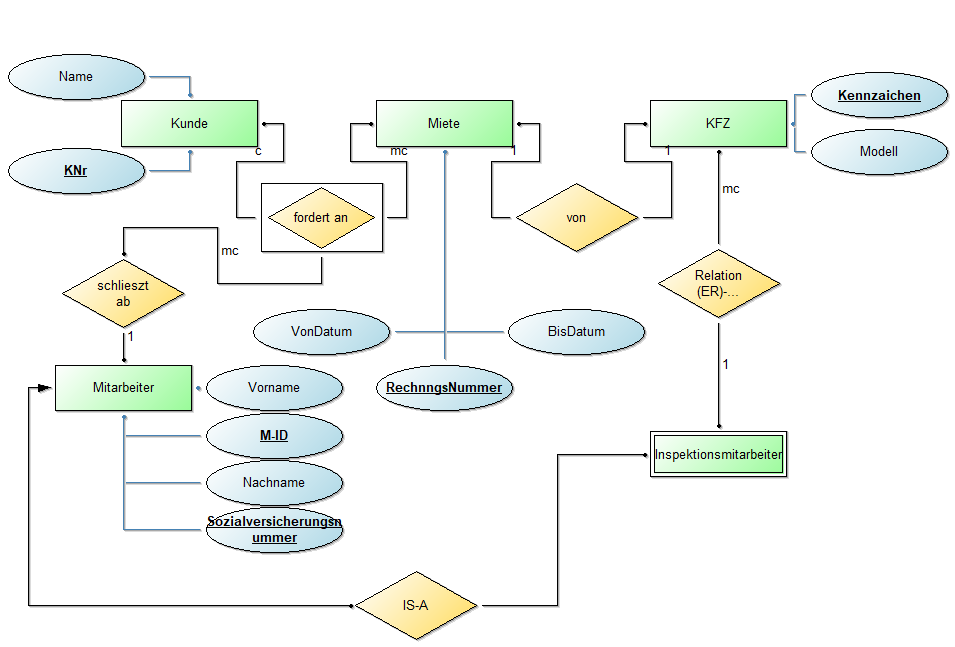 Name
Kunde
Miete
KFZ
Kennzaichen
c
mc
1
1
Modell
KNr
mc
fordert an
von
mc
schlieszt
ab
Relation
(ER)-...
1
VonDatum
BisDatum
1
Mitarbeiter
Vorname
RechnngsNummer
M-ID
Inspektionsmitarbeiter
Nachname
Sozialversicherungsn
ummer
IS-A